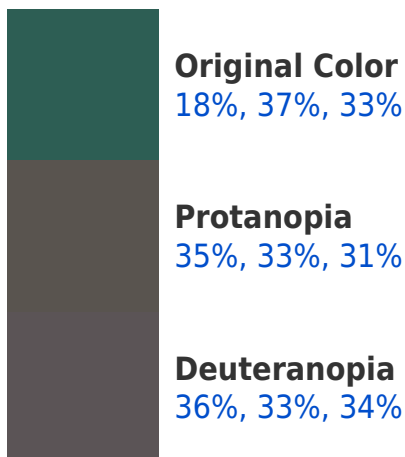 Original Color
18%, 37%, 33%
Protanopia
35%, 33%, 31%
Deuteranopia
36%, 33%, 34%